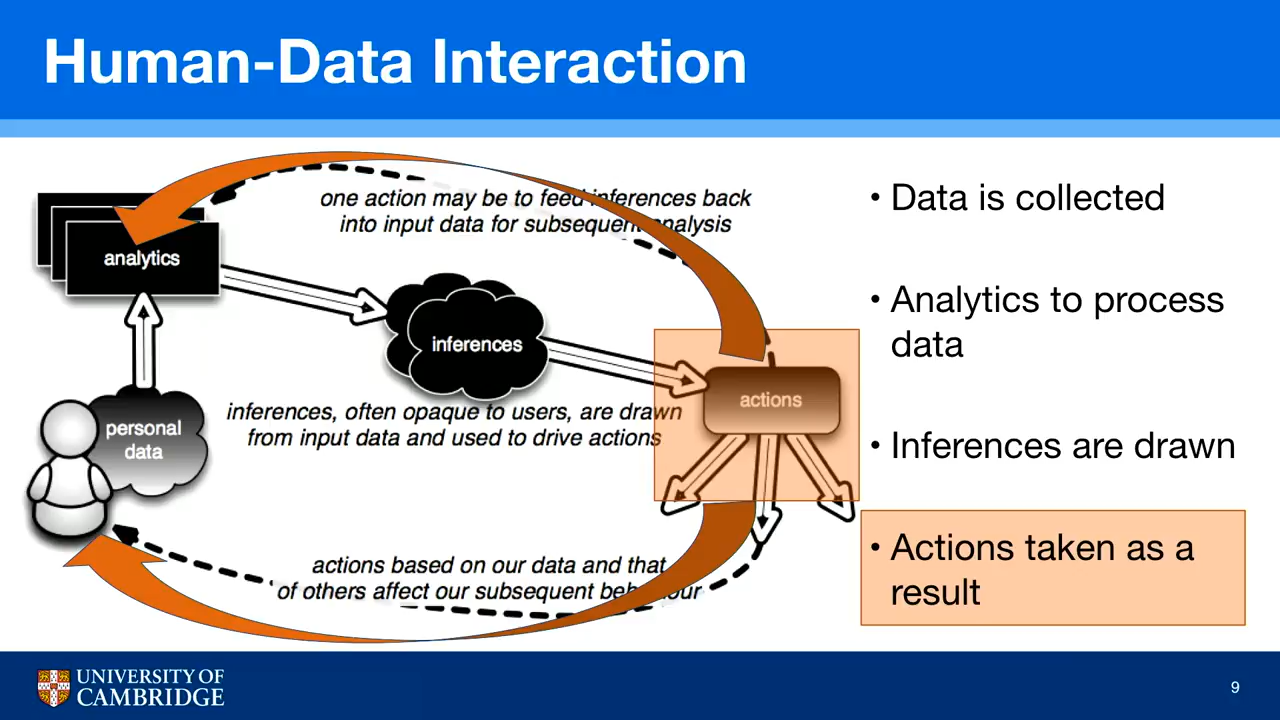 Human-Data Interaction
one action may be to feed inferences back
into input data for subsequent analysis
analytics
inferences
actions
inferences, often opaque to users, are drawn
from input data and used to drive actions
personal
data
actions based on our data and that
of others affect our subsequent behaviour
• Data is collected
• Analytics to process
data
• Inferences are drawn
• Actions taken as a
result
UNIVERSITY OF
CAMBRIDGE
9